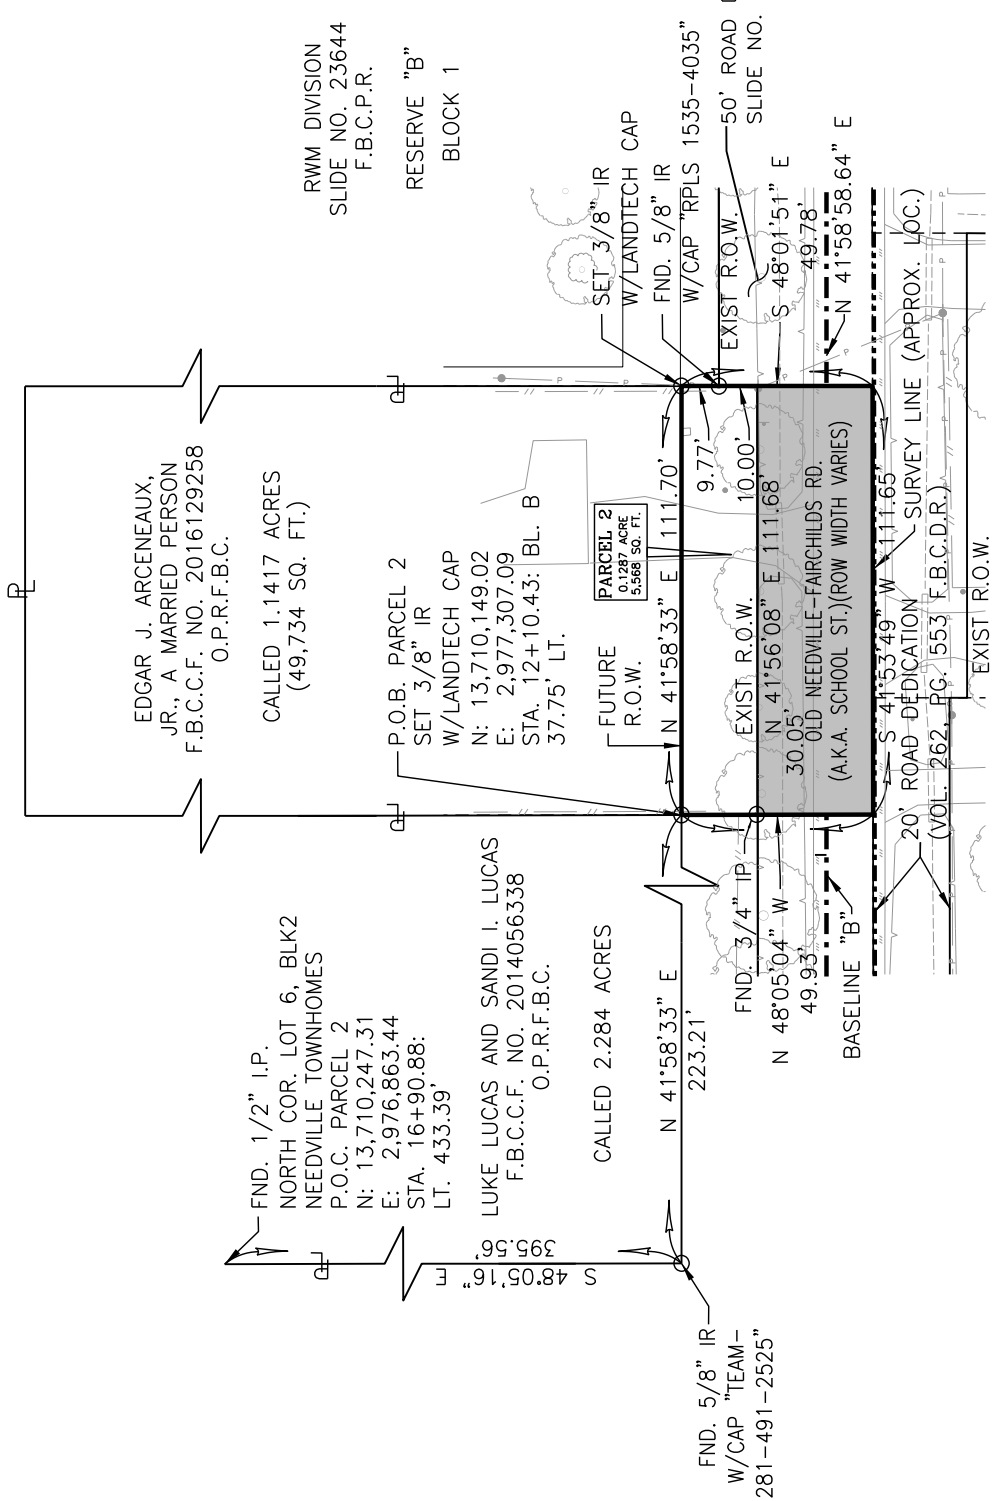 RWM DIVISION
SLIDE NO. 23644
F.B.C.P.R.
RESERVE "B"
BLOCK 1
EDGAR J. ARCENEAUX,
JR., A MARRIED PERSON
F.B.C.C.F. NO. 2016129258
O.P.R.F.B.C.
CALLED 1.1417 ACRES
(49,734 SQ. FT.)
SET 3/8" IR
W/LANDTECH CAP
FND. 5/8" IR
W/CAP "RPLS 1535-4035"
50' ROAD
SLIDE NO.
EXIST R.O.W.
S 48°01'51" E
49.78'
N 41°58'58.64" E
P.O.B. PARCEL 2
SET 3/8" IR
W/LANDTECH CAP
N: 13,710,149.02
E: 2,977,307.09
STA. 12+10.43: BL. B
37.75' LT.
FUTURE
R.O.W.
PARCEL 2
0.1287 ACRE
5,568 SQ. FT.
N 41°58'33" E 111.70'
9.77'
10.00'
EXIST R.O.W.
N 41°56'08" E 111.68'
30.05'
OLD NEEDVILLE-FAIRCHILDS RD.
(A.K.A. SCHOOL ST.)(ROW WIDTH VARIES)
S 41°53'49" W 111.65'
SURVEY LINE (APPROX. LOC.)
20' ROAD DEDICATION
(VOL. 262, PG. 553 F.B.C.D.R.)
EXIST R.O.W.
FND. 1/2" I.P.
NORTH COR. LOT 6, BLK2
NEEDVILLE TOWNHOMES
P.O.C. PARCEL 2
N: 13,710,247.31
E: 2,976,863.44
STA. 16+90.88:
LT. 433.39'
LUKE LUCAS AND SANDI I. LUCAS
F.B.C.C.F. NO. 2014056338
O.P.R.F.B.C.
CALLED 2.284 ACRES
S 48°05'16" E
395.56'
N 41°58'33" E
223.21'
FND. 3/4" IP
N 48°05'04" W
49.93'
BASELINE "B"
FND. 5/8" IR
W/CAP "TEAM-
281-491-2525"